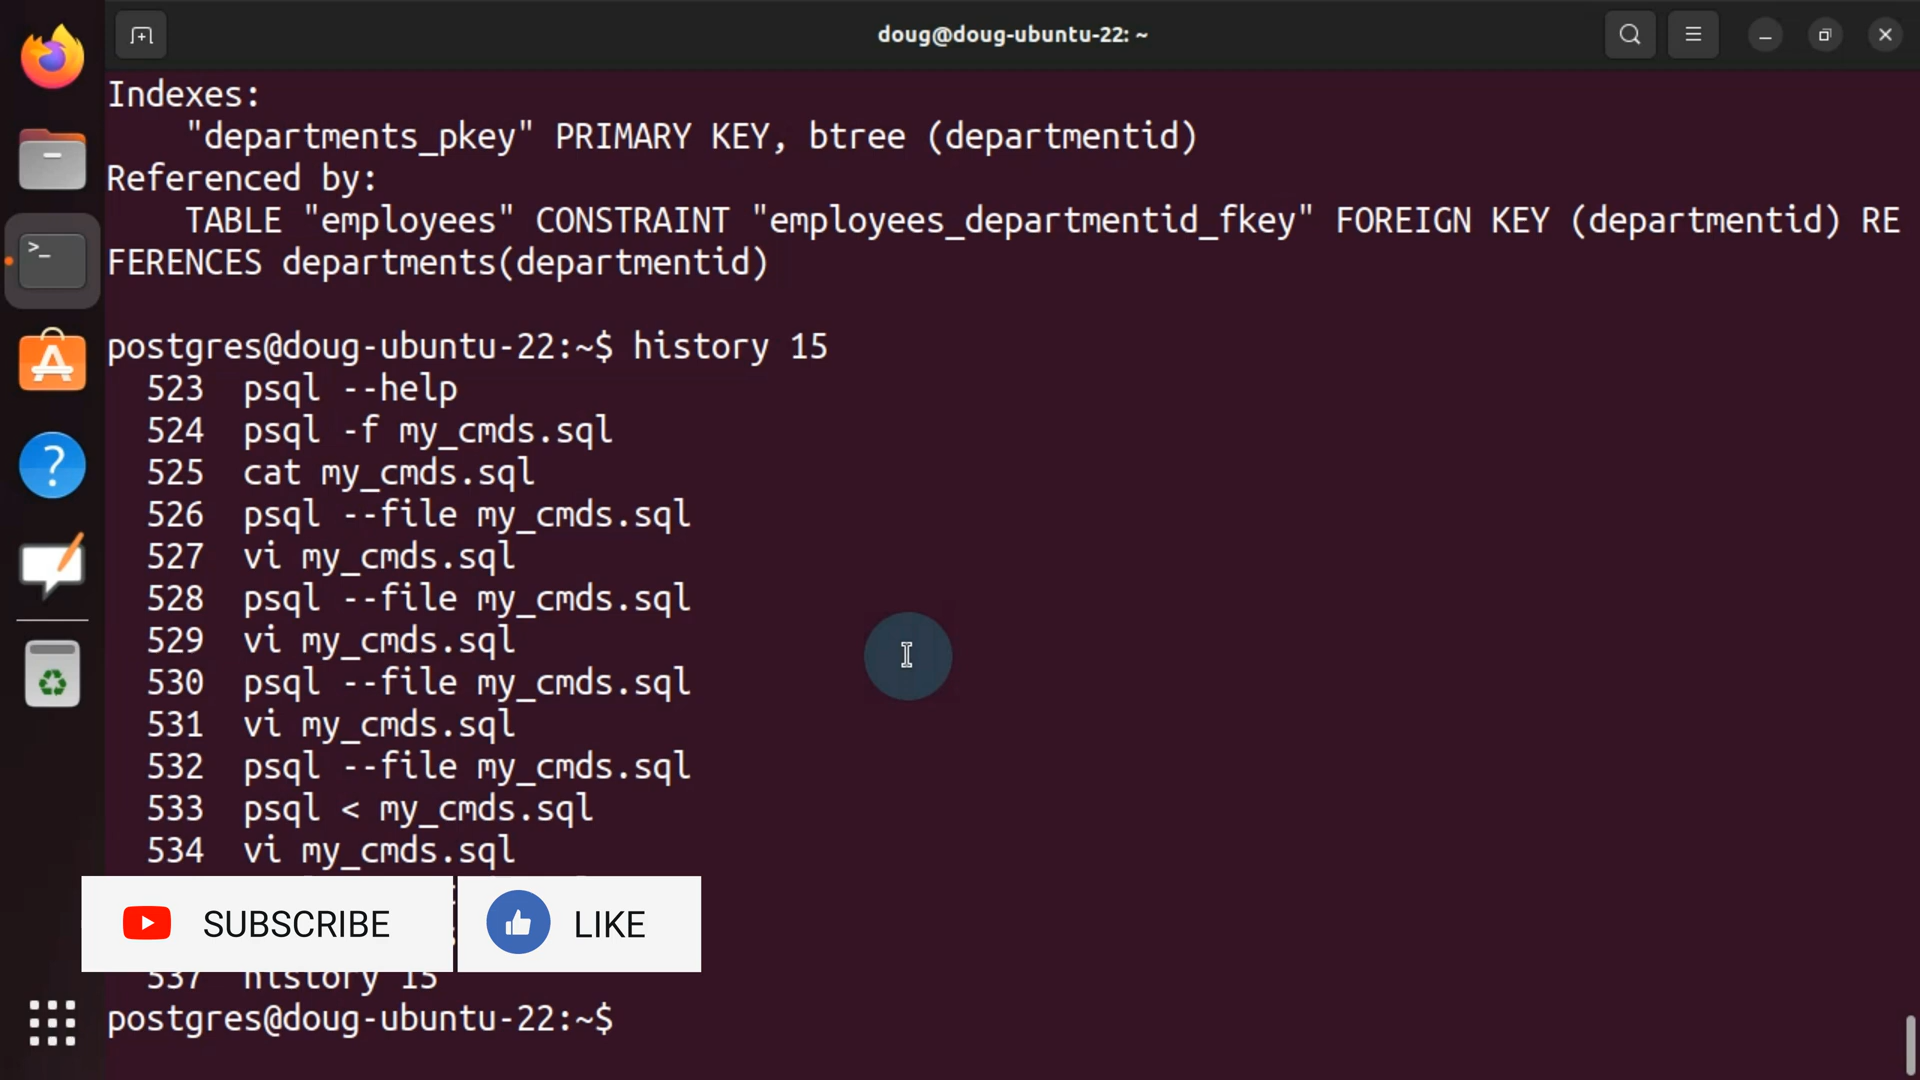 doug@doug-ubuntu-22: ~
Indexes:
"departments_pkey" PRIMARY KEY, btree (departmentid)
Referenced by:
TABLE "employees" CONSTRAINT "employees_departmentid_fkey" FOREIGN KEY (departmentid) RE
FERENCES departments(departmentid)
postgres@doug-ubuntu-22:~$ history 15
523 psql --help
524 psql -f my_cmds.sql
525 cat my_cmds.sql
526 psql --file my_cmds.sql
527 vi my_cmds.sql
528 psql --file my_cmds.sql
529 vi my_cmds.sql
530 psql --file my_cmds.sql
531 vi my_cmds.sql
532 psql --file my_cmds.sql
533 psql < my_cmds.sql
534 vi my_cmds.sql
SUBSCRIBE LIKE
537 history 15
postgres@doug-ubuntu-22:~$